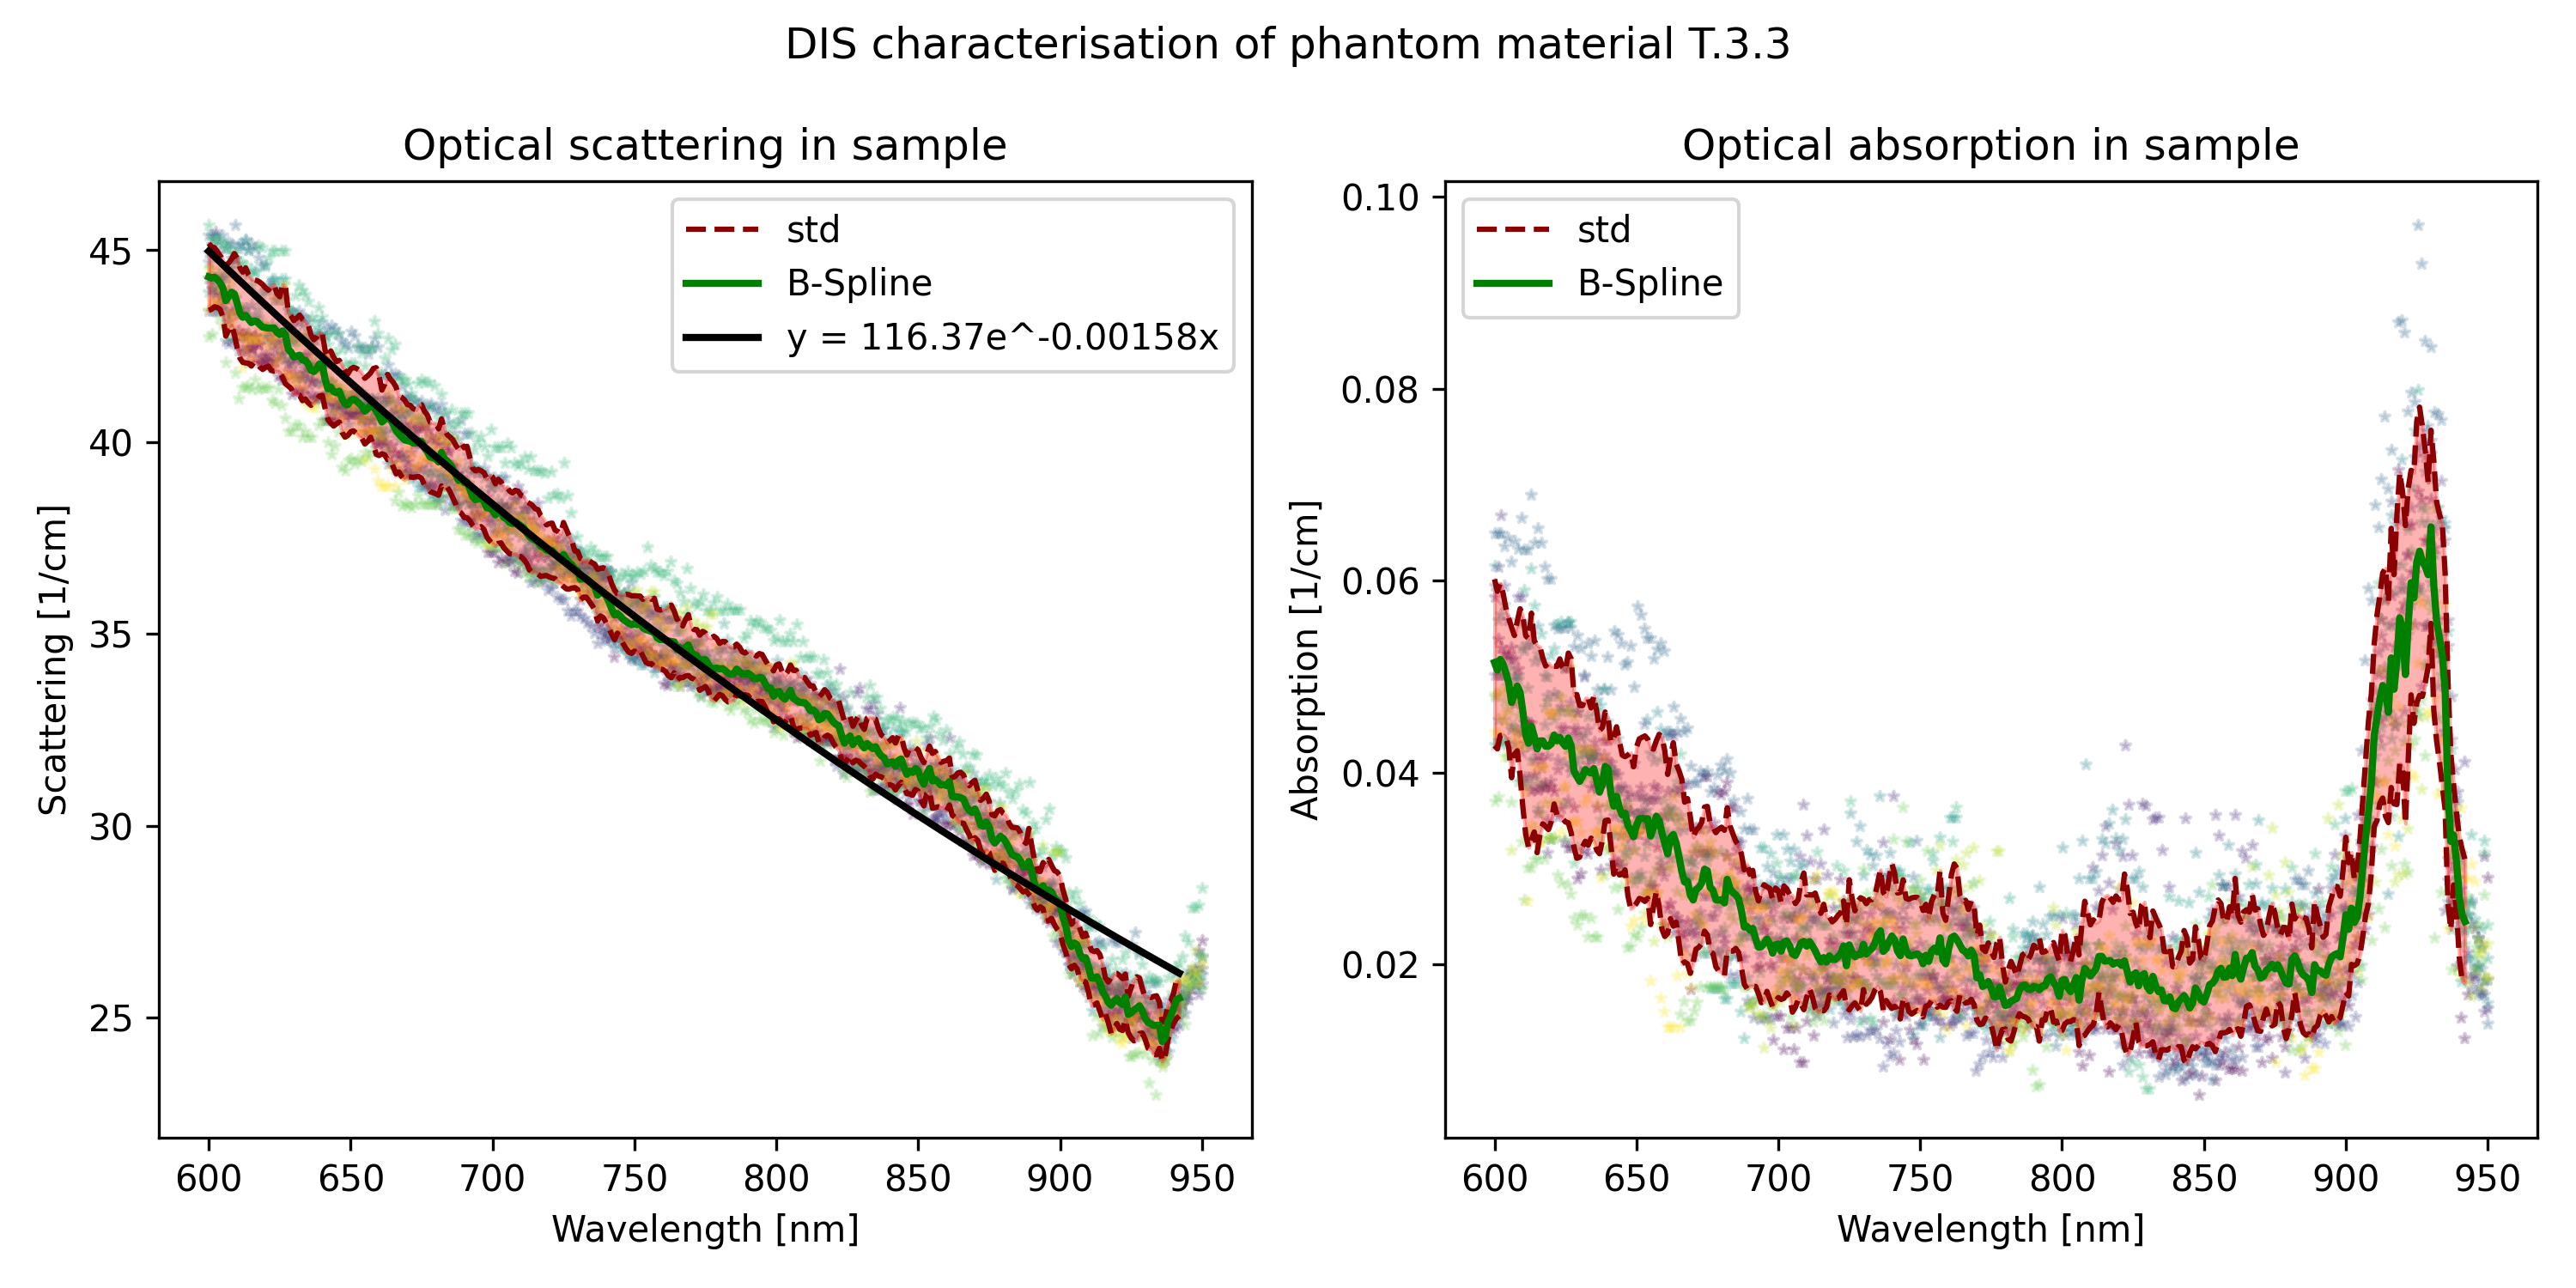 DIS characterisation of phantom material T.3.3
Optical scattering in sample
45
40
35
30
25
Scattering [1/cm]
std
B-Spline
y = 116.37e^-0.00158x
600 650 700 750 800 850 900 950
Wavelength [nm]
Optical absorption in sample
0.10
0.08
0.06
0.04
0.02
Absorption [1/cm]
std
B-Spline
600 650 700 750 800 850 900 950
Wavelength [nm]